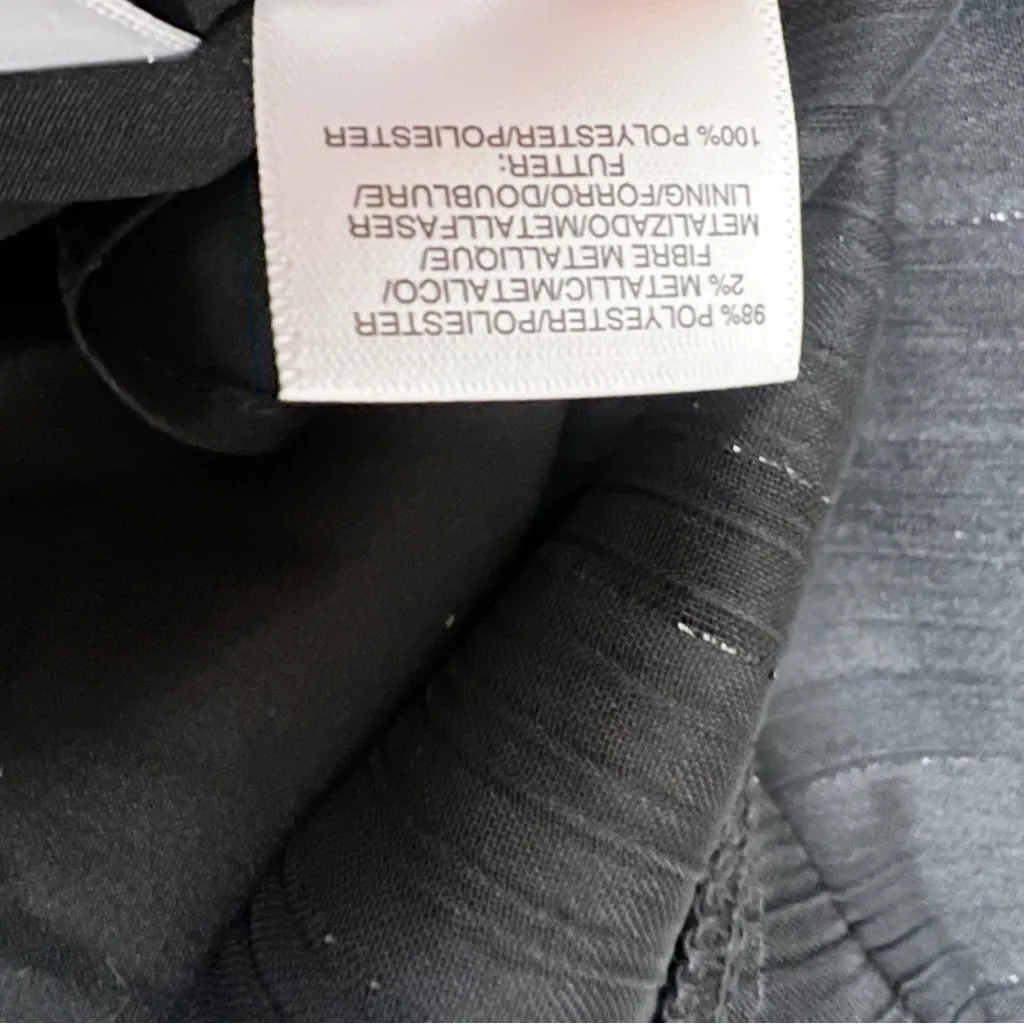 98% POLYESTER/POLIESTER
2% METALLIC/METALICO/
FIBRE METALLIQUE/
METALIZADO/METALLFASER
LINING/FORRO/DOUBLURE/
FUTTER:
100% POLYESTER/POLIESTER